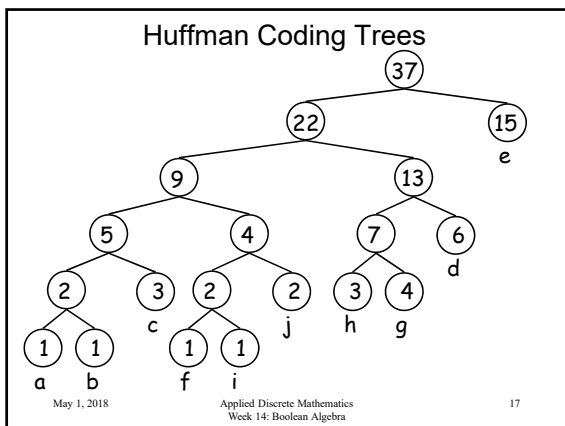 Huffman Coding Trees
37
22 15
e
9 13
5 4 7 6
d
2 3 2 2 3 4
c j h g
1 1 1 1
a b f i
May 1, 2018 Applied Discrete Mathematics 17
Week 14: Boolean Algebra